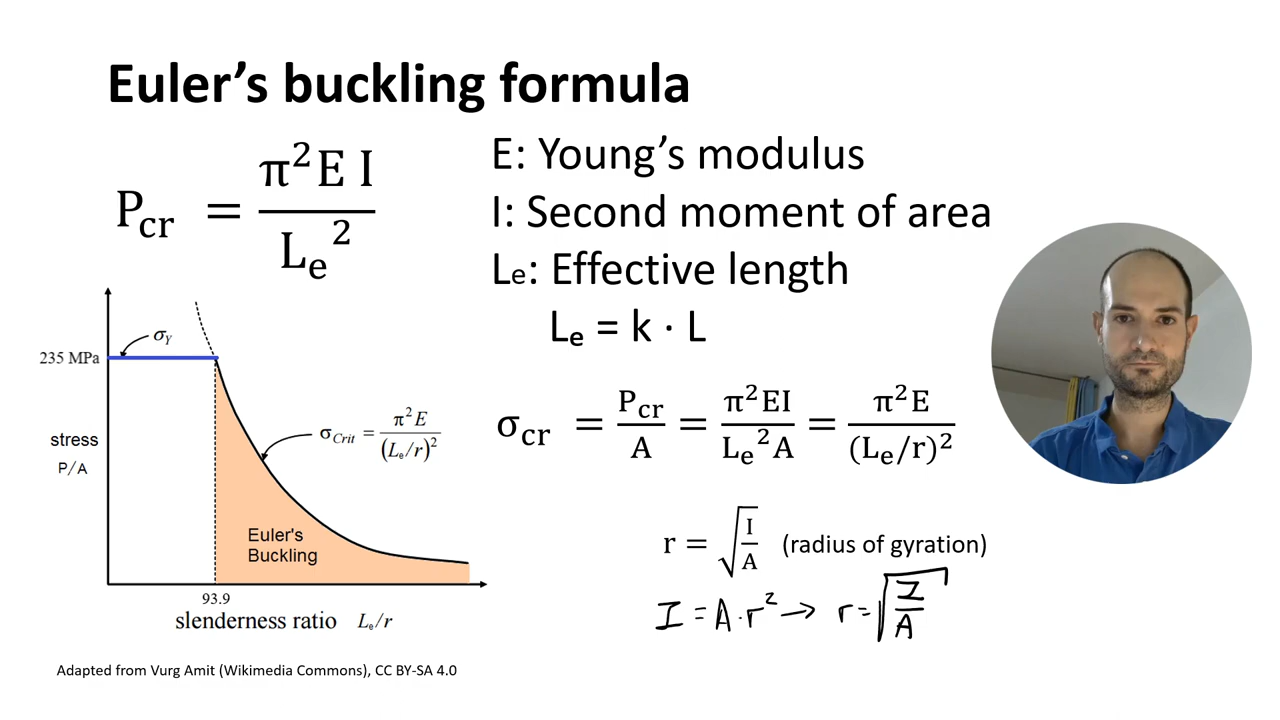 Euler's buckling formula
P_cr = π²E I / L_e²
E: Young's modulus
I: Second moment of area
Le: Effective length
L_e = k · L
σ_cr = P_cr / A = π²EI / L_e²A = π²E / (L_e/r)²
r = √(I/A) (radius of gyration)
I = A · r² → r = √(I/A)
σ_Y
235 MPa
stress
P/A
σ_Crit = π²E / (L_e/r)²
Euler's
Buckling
93.9
slenderness ratio L_e/r
Adapted from Vurg Amit (Wikimedia Commons), CC BY-SA 4.0